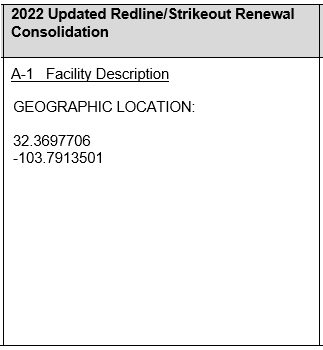 2022 Updated Redline/Strikeout Renewal
Consolidation
A-1 Facility Description
GEOGRAPHIC LOCATION:
32.3697706
-103.7913501